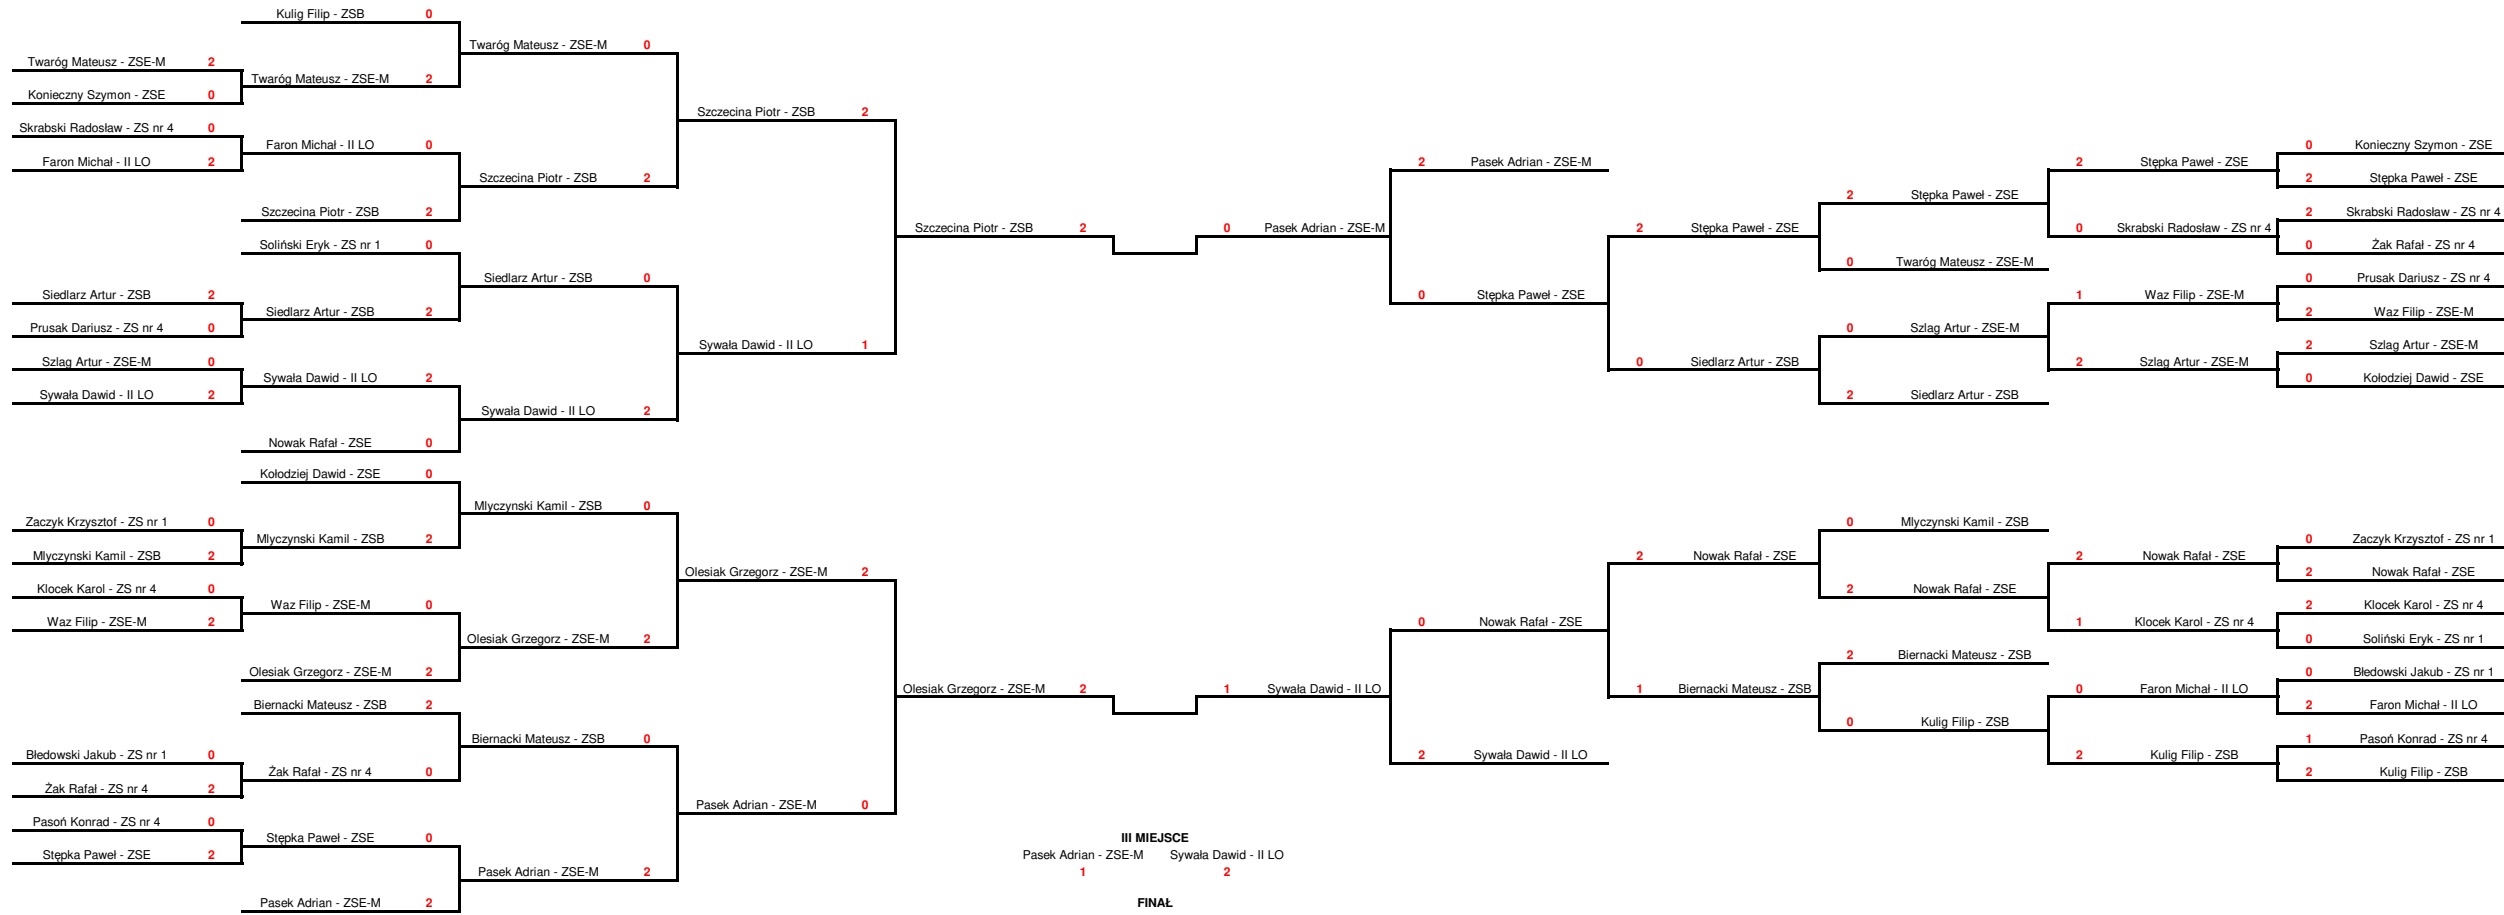 Kulig Filip - ZSB 0
Twaróg Mateusz - ZSE-M 0
Twaróg Mateusz - ZSE-M 2
Twaróg Mateusz - ZSE-M 2
Konieczny Szymon - ZSE 0
Szczecina Piotr - ZSB 2
Skrabski Radosław - ZS nr 4 0
Faron Michał - II LO 0
Faron Michał - II LO 2
Szczecina Piotr - ZSB 2
Szczecina Piotr - ZSB 2
Szczecina Piotr - ZSB 2
Soliński Eryk - ZS nr 1 0
Siedlarz Artur - ZSB 0
Siedlarz Artur - ZSB 2
Siedlarz Artur - ZSB 2
Prusak Dariusz - ZS nr 4 0
Sywała Dawid - II LO 1
Szlag Artur - ZSE-M 0
Sywała Dawid - II LO 2
Sywała Dawid - II LO 2
Sywała Dawid - II LO 2
Nowak Rafał - ZSE 0
Kołodziej Dawid - ZSE 0
Mlyczynski Kamil - ZSB 0
Zaczyk Krzysztof - ZS nr 1 0
Mlyczynski Kamil - ZSB 2
Mlyczynski Kamil - ZSB 2
Olesiak Grzegorz - ZSE-M 2
Klocek Karol - ZS nr 4 0
Waz Filip - ZSE-M 0
Waz Filip - ZSE-M 2
Olesiak Grzegorz - ZSE-M 2
Olesiak Grzegorz - ZSE-M 2
Olesiak Grzegorz - ZSE-M 2
Biernacki Mateusz - ZSB 2
Biernacki Mateusz - ZSB 0
Błedowski Jakub - ZS nr 1 0
Żak Rafał - ZS nr 4 0
Żak Rafał - ZS nr 4 2
Pasek Adrian - ZSE-M 0
Pasoń Konrad - ZS nr 4 0
Stępka Paweł - ZSE 0
Stępka Paweł - ZSE 2
Pasek Adrian - ZSE-M 2
Pasek Adrian - ZSE-M 2
0 Konieczny Szymon - ZSE
2 Pasek Adrian - ZSE-M
2 Stępka Paweł - ZSE
2 Stępka Paweł - ZSE
2 Stępka Paweł - ZSE
2 Skrabski Radosław - ZS nr 4
0 Pasek Adrian - ZSE-M
2 Stępka Paweł - ZSE
0 Skrabski Radosław - ZS nr 4
0 Żak Rafał - ZS nr 4
0 Twaróg Mateusz - ZSE-M
0 Prusak Dariusz - ZS nr 4
0 Stępka Paweł - ZSE
1 Waz Filip - ZSE-M
2 Waz Filip - ZSE-M
0 Szlag Artur - ZSE-M
2 Szlag Artur - ZSE-M
0 Siedlarz Artur - ZSB
2 Szlag Artur - ZSE-M
0 Kołodziej Dawid - ZSE
2 Siedlarz Artur - ZSB
0 Mlyczynski Kamil - ZSB
0 Zaczyk Krzysztof - ZS nr 1
2 Nowak Rafał - ZSE
2 Nowak Rafał - ZSE
2 Nowak Rafał - ZSE
2 Nowak Rafał - ZSE
2 Klocek Karol - ZS nr 4
0 Nowak Rafał - ZSE
1 Klocek Karol - ZS nr 4
0 Soliński Eryk - ZS nr 1
2 Biernacki Mateusz - ZSB
0 Błedowski Jakub - ZS nr 1
1 Sywała Dawid - II LO
1 Biernacki Mateusz - ZSB
0 Faron Michał - II LO
2 Faron Michał - II LO
0 Kulig Filip - ZSB
1 Pasoń Konrad - ZS nr 4
2 Sywała Dawid - II LO
2 Kulig Filip - ZSB
2 Kulig Filip - ZSB
III MIEJSCE
Pasek Adrian - ZSE-M Sywała Dawid - II LO
1 2
FINAŁ